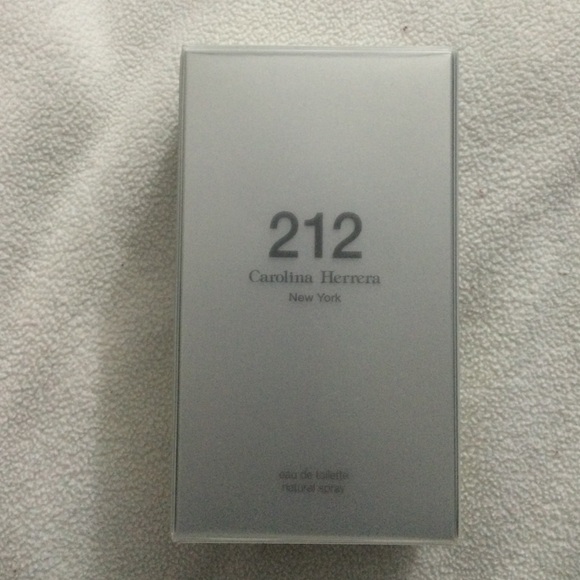 212
Carolina Herrera
New York
eau de toilette
natural spray